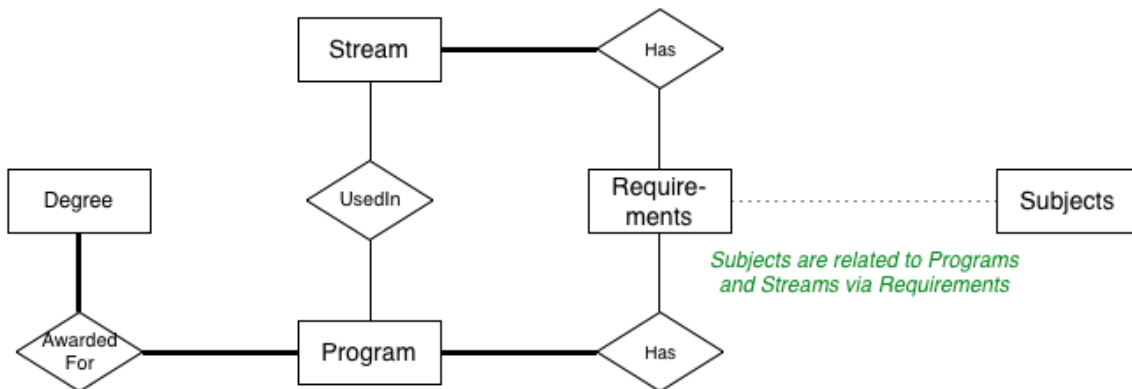 Stream
Has
Degree
UsedIn
Require-
ments
Subjects
Subjects are related to Programs
and Streams via Requirements
Awarded
For
Program
Has